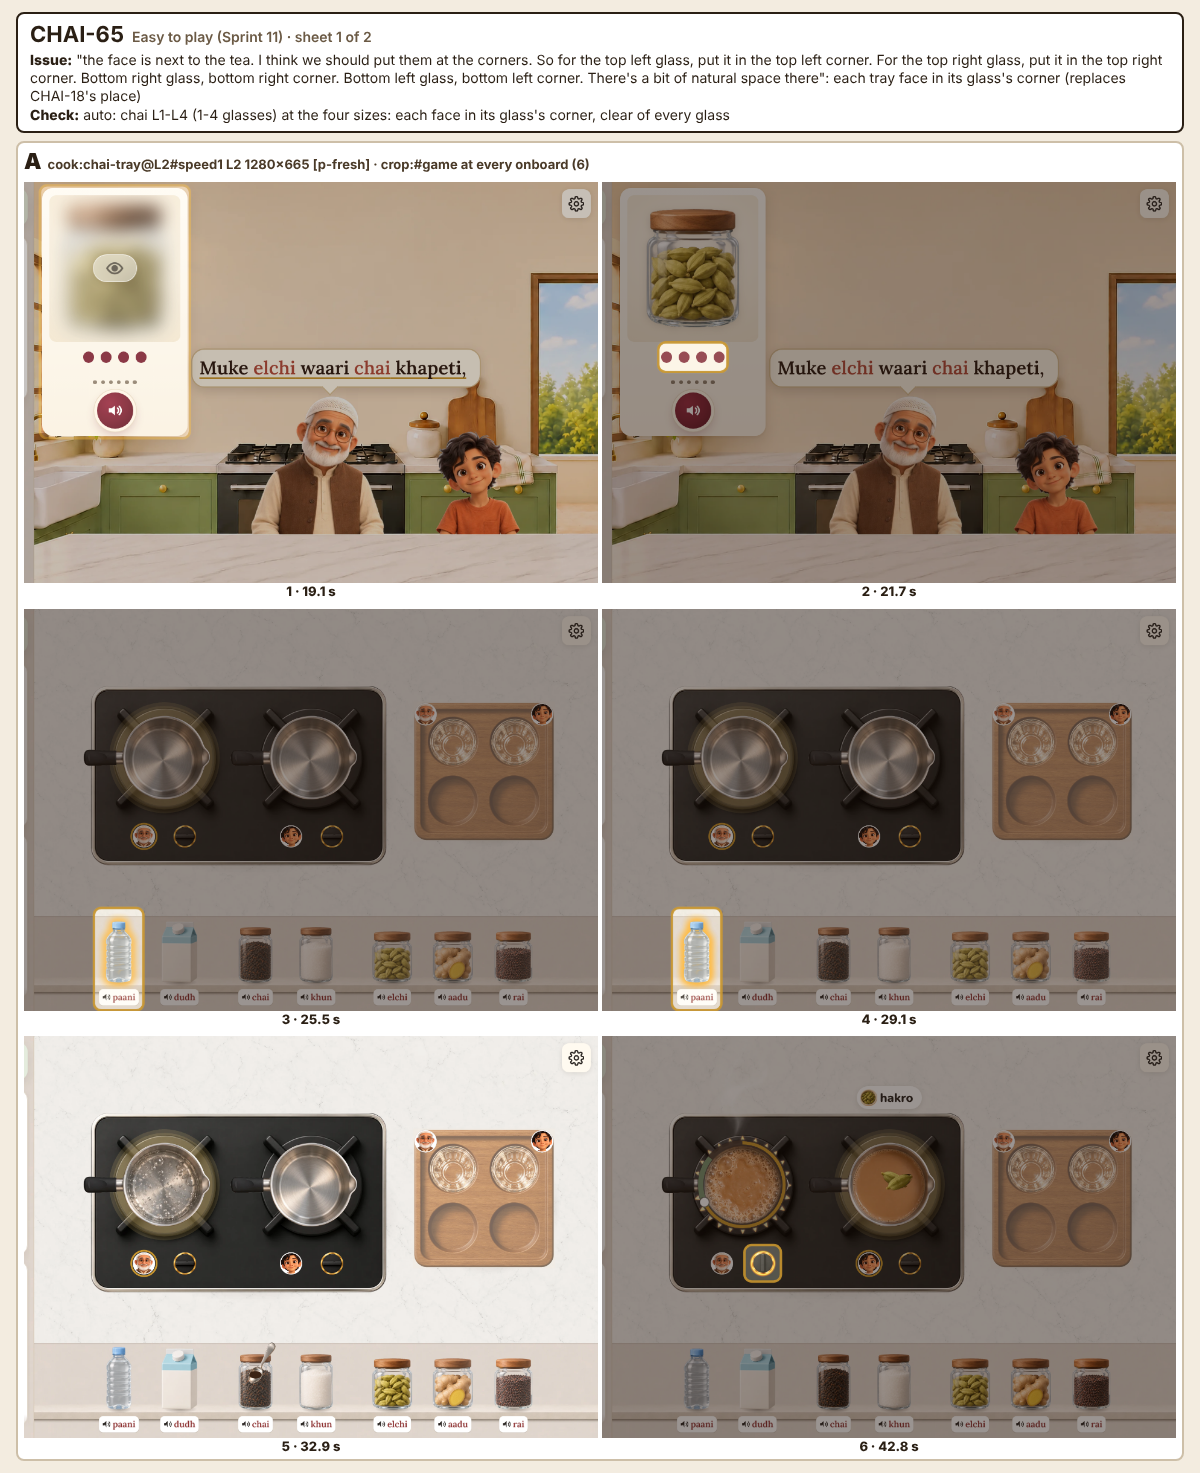 CHAI-65 Easy to play (Sprint 11) · sheet 1 of 2
Issue: "the face is next to the tea. I think we should put them at the corners. So for the top left glass, put it in the top left corner. For the top right glass, put it in the top right
corner. Bottom right glass, bottom right corner. Bottom left glass, bottom left corner. There's a bit of natural space there": each tray face in its glass's corner (replaces
CHAI-18's place)
Check: auto: chai L1-L4 (1-4 glasses) at the four sizes: each face in its glass's corner, clear of every glass
A cook:chai-tray@L2#speed1 L2 1280×665 [p-fresh] · crop:#game at every onboard (6)
Muke elchi waari chai khapeti,
1 · 19.1 s
Muke elchi waari chai khapeti,
2 · 21.7 s
paani dudh chai khun elchi aadu rai
3 · 25.5 s
paani dudh chai khun elchi aadu rai
4 · 29.1 s
paani dudh chai khun elchi aadu rai
5 · 32.9 s
hakro
paani dudh chai khun elchi aadu rai
6 · 42.8 s